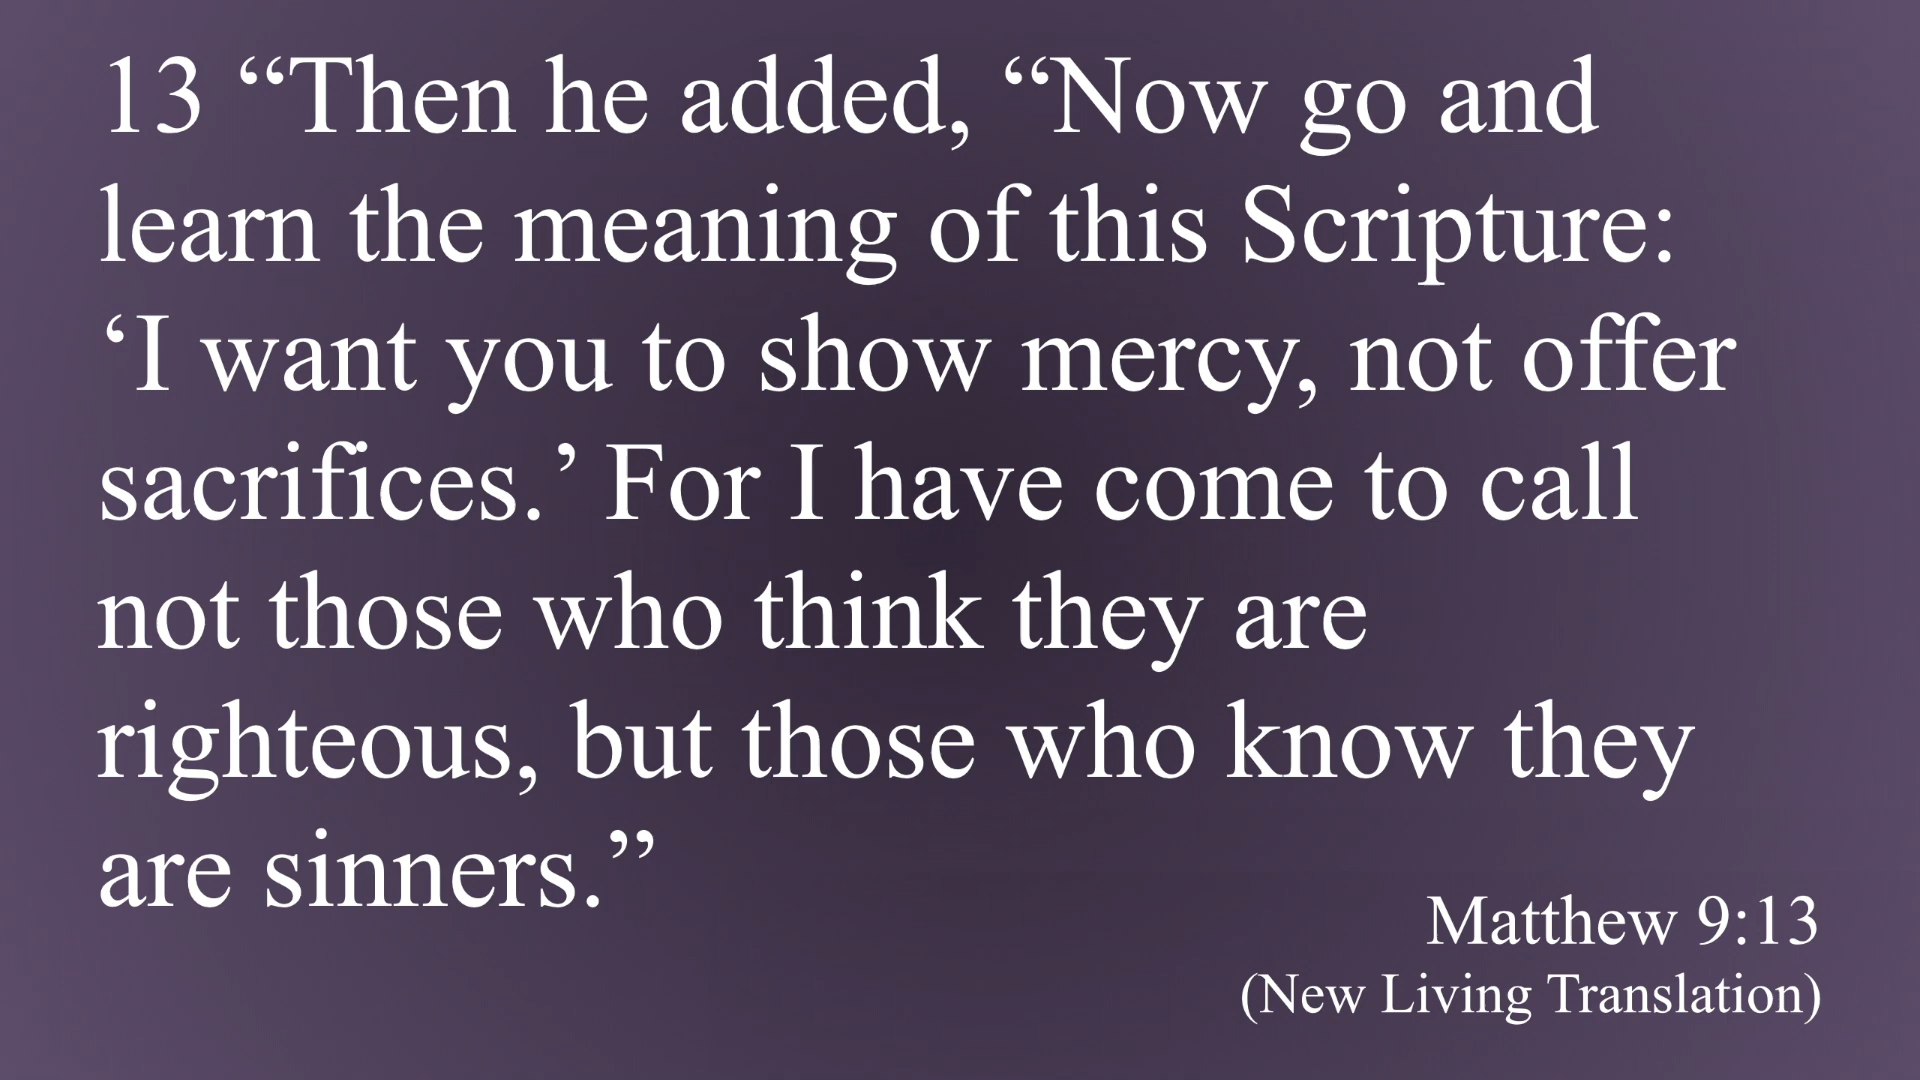 13 “Then he added, “Now go and
learn the meaning of this Scripture:
‘I want you to show mercy, not offer
sacrifices.’ For I have come to call
not those who think they are
righteous, but those who know they
are sinners.”
Matthew 9:13
(New Living Translation)